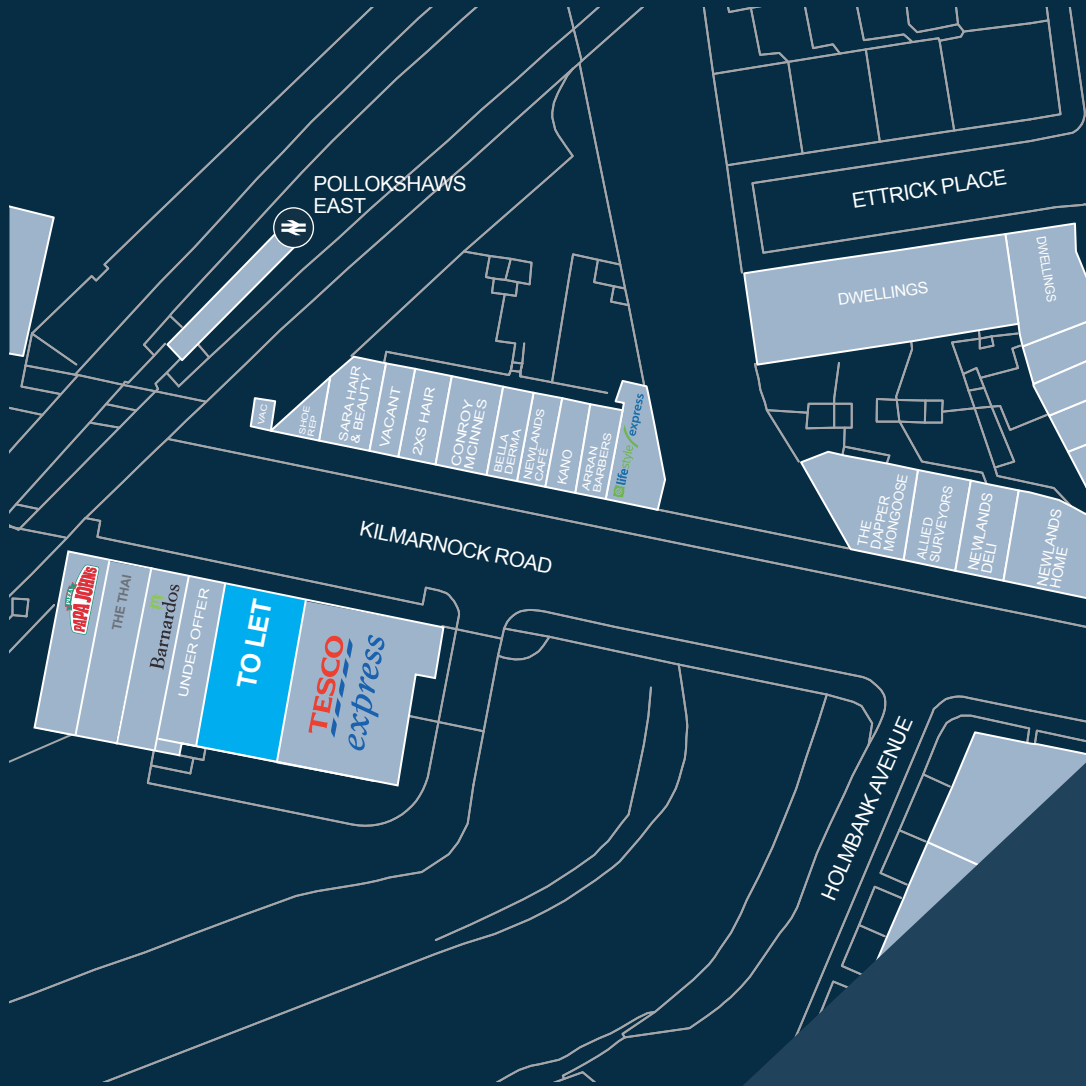 POLLOKSHAWS
EAST
ETTRICK PLACE
DWELLINGS
DWELLINGS
VAC
SHOE
REP
SARA HAIR
& BEAUTY
VACANT
2XS HAIR
CONROY
MCINNES
BELLA
DERMA
NEWLANDS
CAFE
KANO
ARRAN
BARBERS
lifestyle express
THE
DAPPER
MONGOOSE
ALLIED
SURVEYORS
NEWLANDS
DELI
NEWLANDS
HOME
KILMARNOCK ROAD
PIZZA
PAPA JOHNS
THE THAI
Barnardos
UNDER OFFER
TO LET
TESCO
express
HOLMBANK AVENUE